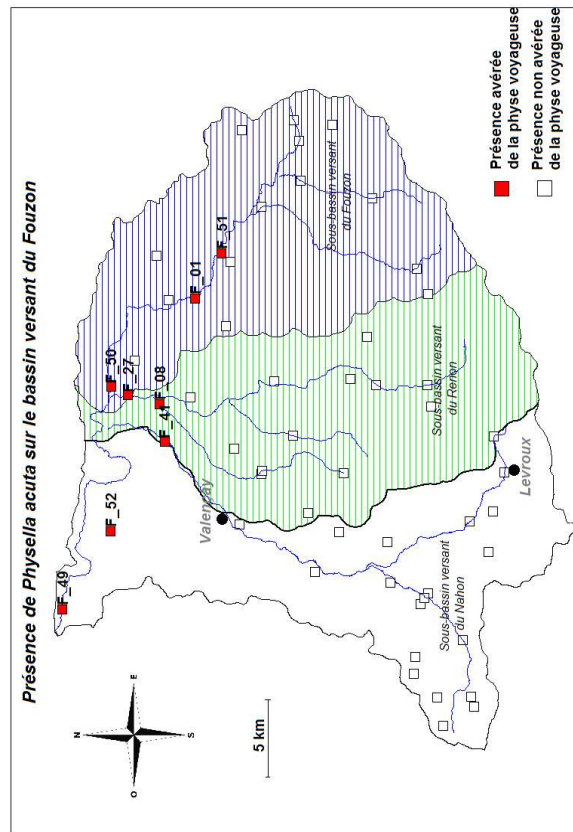 Présence de Physella acuta sur le bassin versant du Fouzon
N
O
E
S
5 km
F_49
F_52
F_50
F_27
F_08
F_41
F_01
F_51
Valençay
Levroux
Sous-bassin versant
du Fouzon
Sous-bassin versant
du Renon
Sous-bassin versant
du Nahon
Présence avérée
de la physe voyageuse
Présence non avérée
de la physe voyageuse